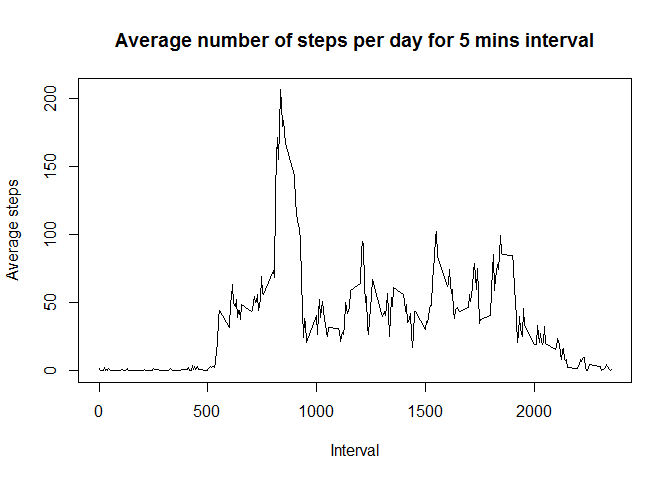 Average number of steps per day for 5 mins interval
Average steps
200
150
100
50
0
0 500 1000 1500 2000
Interval